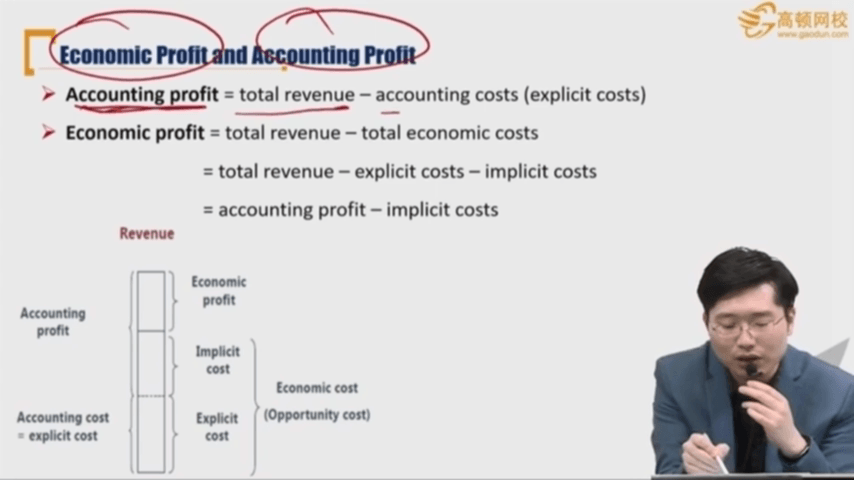 高顿网校
www.gaodun.com
Economic Profit and Accounting Profit
Accounting profit = total revenue – accounting costs (explicit costs)
Economic profit = total revenue – total economic costs
= total revenue – explicit costs – implicit costs
= accounting profit – implicit costs
Revenue
Economic
profit
Accounting
profit
Implicit
cost
Economic cost
(Opportunity cost)
Accounting cost
= explicit cost
Explicit
cost